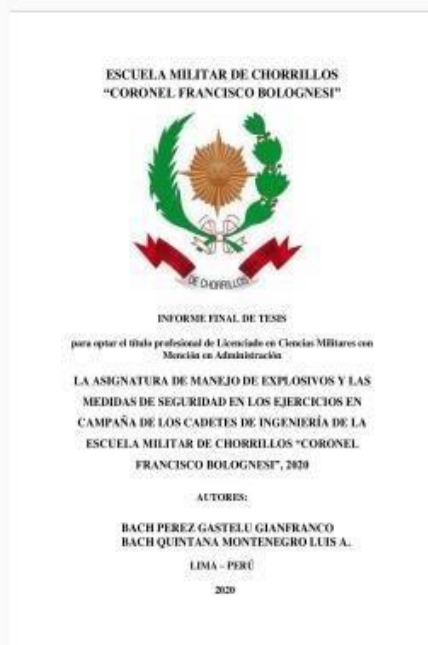 ESCUELA MILITAR DE CHORRILLOS
“CORONEL FRANCISCO BOLOGNESI”
DE CHORRILLOS
INFORME FINAL DE TESIS
para optar el título profesional de Licenciado en Ciencias Militares con
Mención en Administración
LA ASIGNATURA DE MANEJO DE EXPLOSIVOS Y LAS
MEDIDAS DE SEGURIDAD EN LOS EJERCICIOS EN
CAMPAÑA DE LOS CADETES DE INGENIERÍA DE LA
ESCUELA MILITAR DE CHORRILLOS “CORONEL
FRANCISCO BOLOGNESI”, 2020
AUTORES:
BACH PEREZ GASTELU GIANFRANCO
BACH QUINTANA MONTENEGRO LUIS A.
LIMA – PERÚ
2020